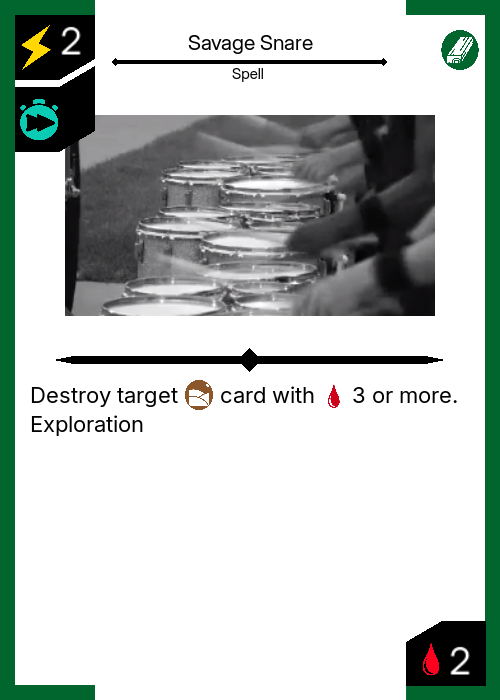 2
Savage Snare
Spell
Destroy target card with 3 or more.
Exploration
2